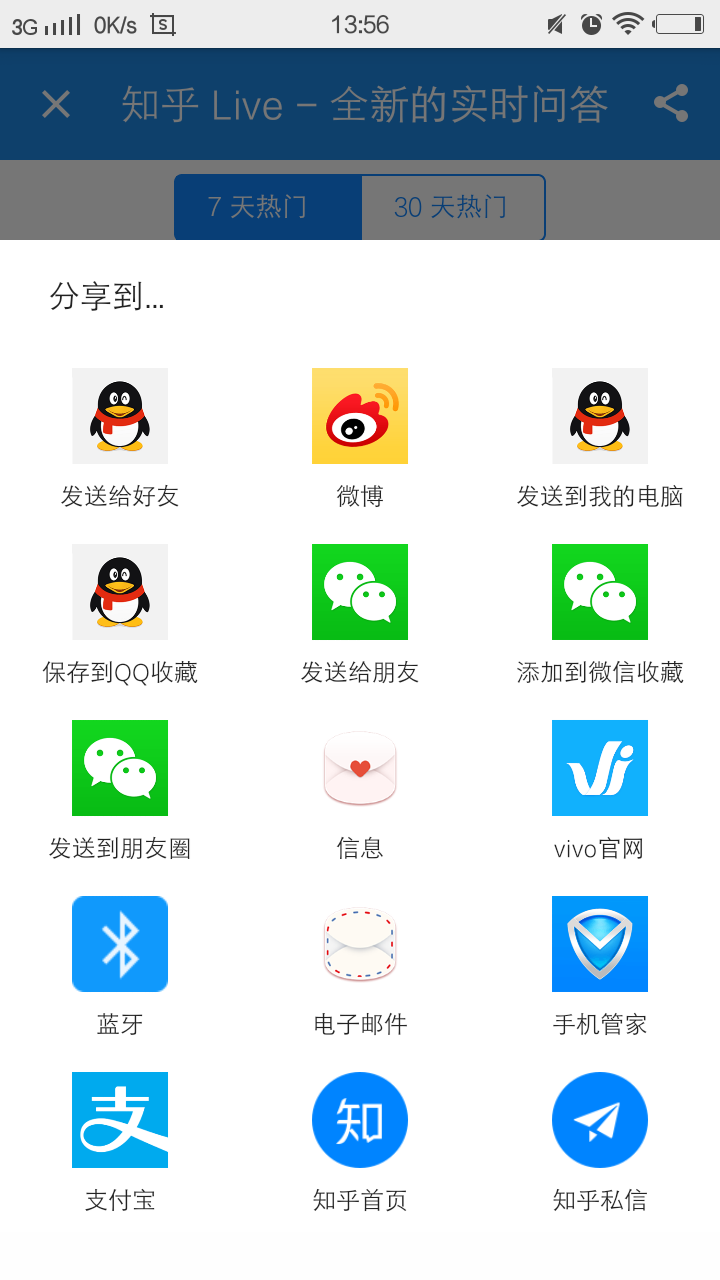 3G 0K/s S 13:56
知乎 Live – 全新的实时问答
7 天热门 30 天热门
分享到...
发送给好友 微博 发送到我的电脑
保存到QQ收藏 发送给朋友 添加到微信收藏
发送到朋友圈 信息 vivo官网
蓝牙 电子邮件 手机管家
支 知
支付宝 知乎首页 知乎私信